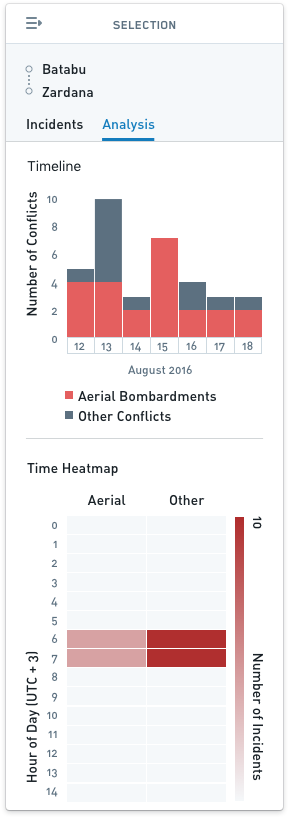 SELECTION
Batabu
Zardana
Incidents Analysis
Timeline
Number of Conflicts
10
8
6
4
2
0
12 13 14 15 16 17 18
August 2016
Aerial Bombardments
Other Conflicts
Time Heatmap
Aerial Other
Hour of Day (UTC + 3)
0
1
2
3
4
5
6
7
8
9
10
11
12
13
14
10
Number of Incidents